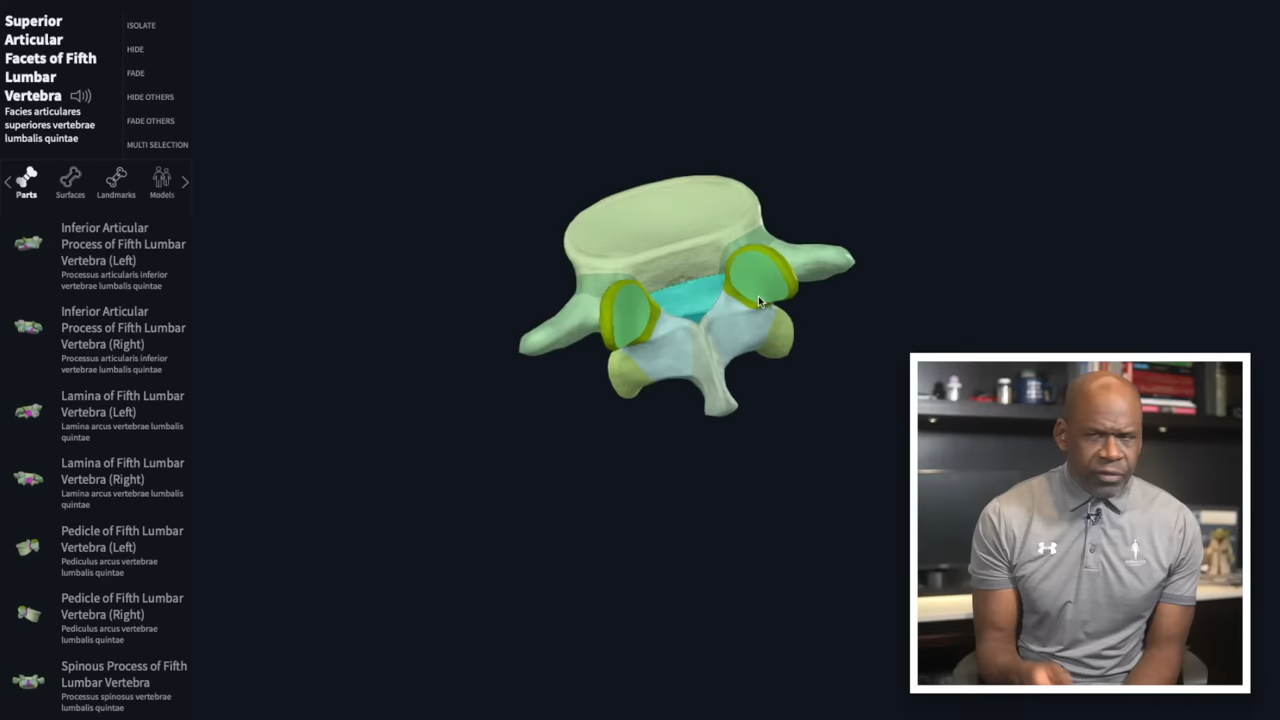 Superior
Articular
Facets of Fifth
Lumbar
Vertebra
Facies articulares
superiores vertebrae
lumbalis quintae
ISOLATE
HIDE
FADE
HIDE OTHERS
FADE OTHERS
MULTI SELECTION
Parts
Surfaces
Landmarks
Models
Inferior Articular
Process of Fifth Lumbar
Vertebra (Left)
Processus articularis inferior
vertebrae lumbalis quintae
Inferior Articular
Process of Fifth Lumbar
Vertebra (Right)
Processus articularis inferior
vertebrae lumbalis quintae
Lamina of Fifth Lumbar
Vertebra (Left)
Lamina arcus vertebrae lumbalis
quintae
Lamina of Fifth Lumbar
Vertebra (Right)
Lamina arcus vertebrae lumbalis
quintae
Pedicle of Fifth Lumbar
Vertebra (Left)
Pediculus arcus vertebrae
lumbalis quintae
Pedicle of Fifth Lumbar
Vertebra (Right)
Pediculus arcus vertebrae
lumbalis quintae
Spinous Process of Fifth
Lumbar Vertebra
Processus spinosus vertebrae
lumbalis quintae